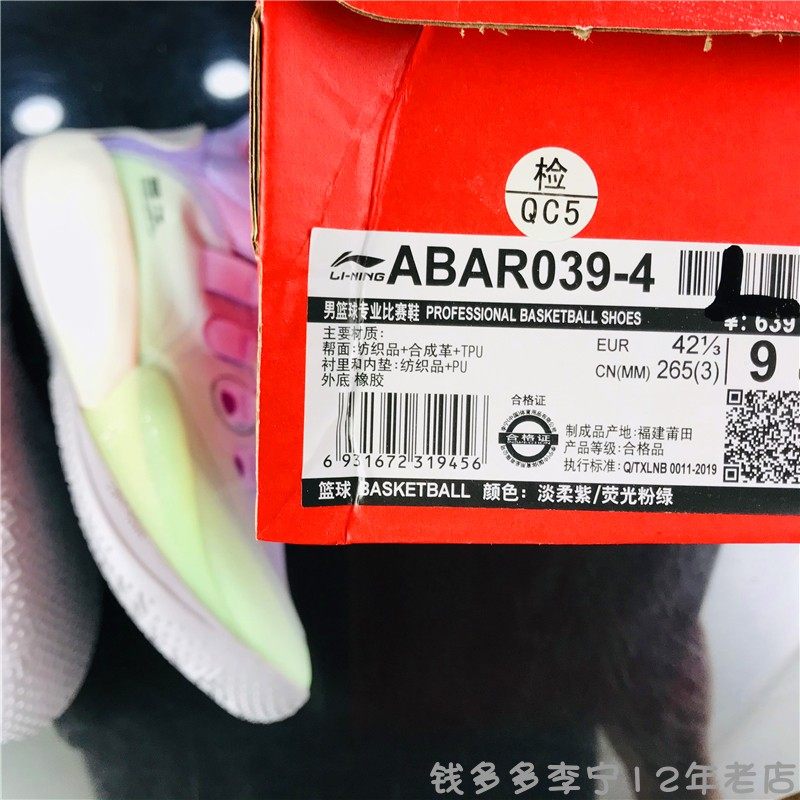 检
QC5
LI-NING ABAR039-4
男篮球专业比赛鞋 PROFESSIONAL BASKETBALL SHOES ¥: 639
主要材质:
帮面:纺织品+合成革+TPU
衬里和内垫:纺织品+PU
外底 橡胶
EUR 42⅓
CN(MM) 265(3)
9
6 931672 319456
合格证
合格证
制成品产地:福建莆田
产品等级:合格品
执行标准:Q/TXLNB 0011-2019
篮球 BASKETBALL 颜色:淡柔紫/荧光粉绿
钱多多李宁12年老店